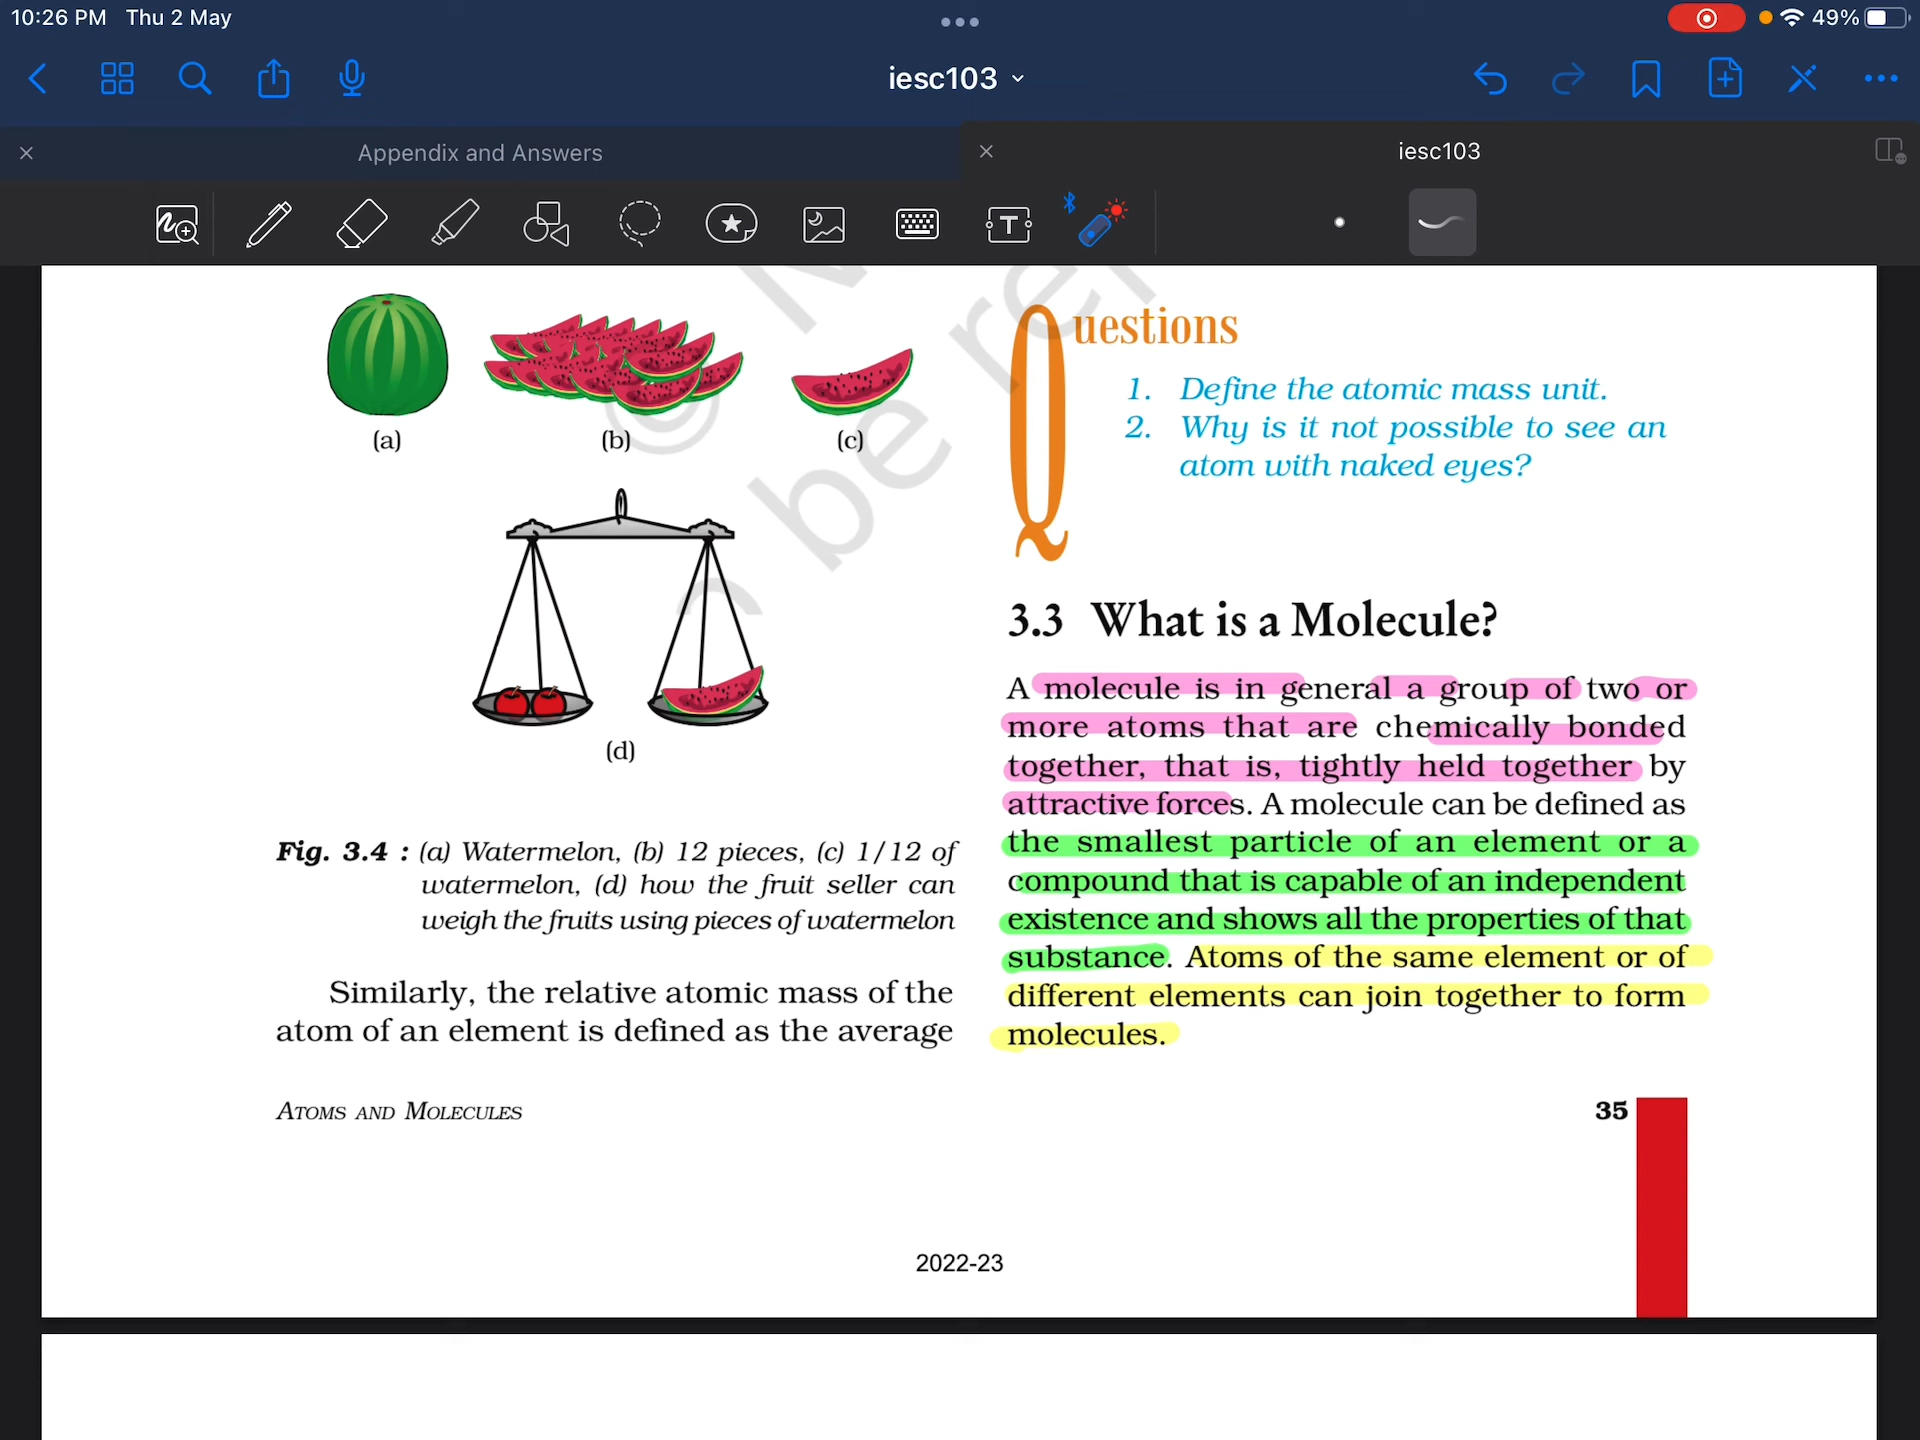 10:26 PM Thu 2 May
49%
iesc103
Appendix and Answers
iesc103
T
(a)
(b)
(c)
(d)
Fig. 3.4 : (a) Watermelon, (b) 12 pieces, (c) 1/12 of
watermelon, (d) how the fruit seller can
weigh the fruits using pieces of watermelon
Similarly, the relative atomic mass of the
atom of an element is defined as the average
ATOMS AND MOLECULES
Questions
1. Define the atomic mass unit.
2. Why is it not possible to see an
atom with naked eyes?
3.3 What is a Molecule?
A molecule is in general a group of two or
more atoms that are chemically bonded
together, that is, tightly held together by
attractive forces. A molecule can be defined as
the smallest particle of an element or a
compound that is capable of an independent
existence and shows all the properties of that
substance. Atoms of the same element or of
different elements can join together to form
molecules.
35
2022-23
© N
be re